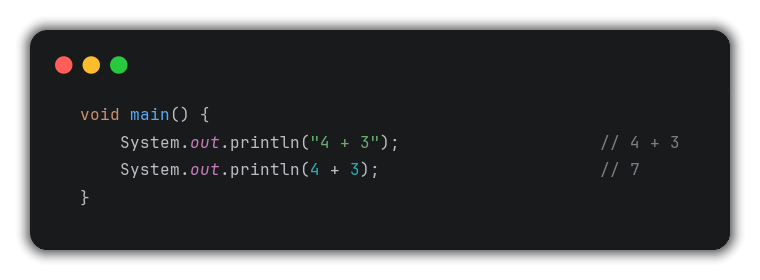 void main() {
    System.out.println("4 + 3");                    // 4 + 3
    System.out.println(4 + 3);                      // 7
}